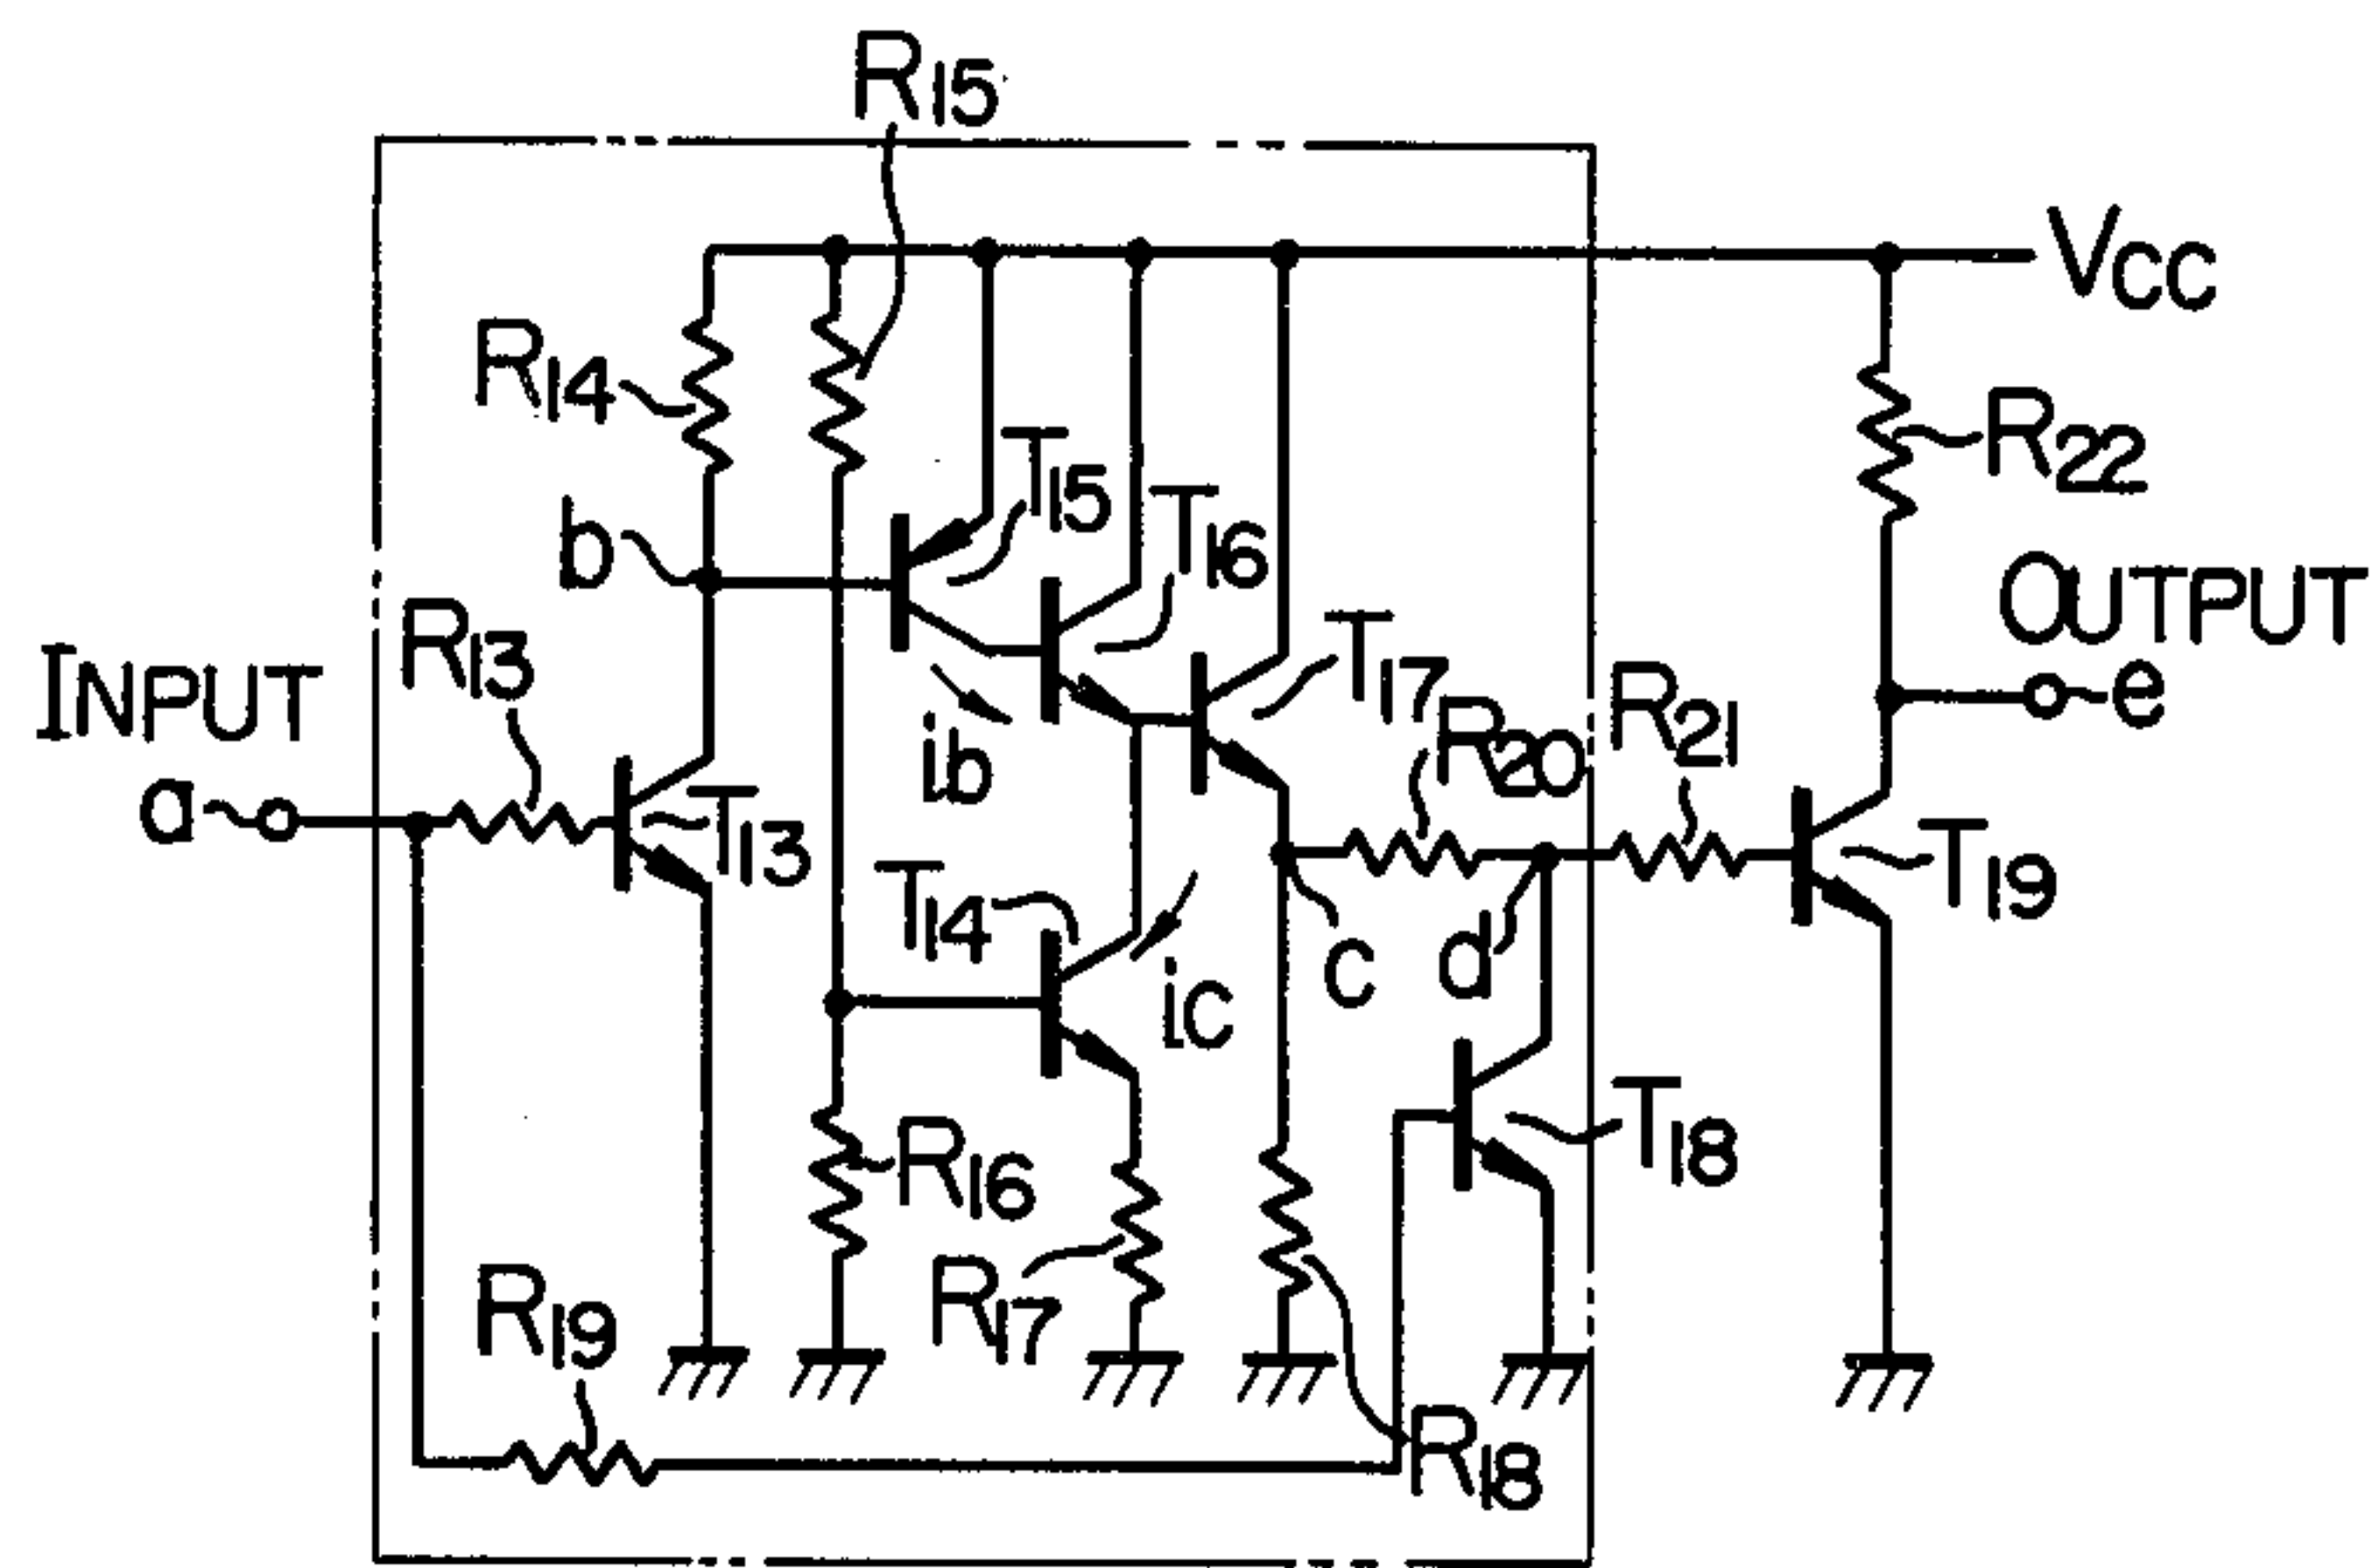 R15
VCC
R14
R22
T15
T16
b
OUTPUT
e
R13
INPUT
a
T17
R20
R21
ib
T13
T14
T19
c
d
ic
T18
R16
R17
R19
R18